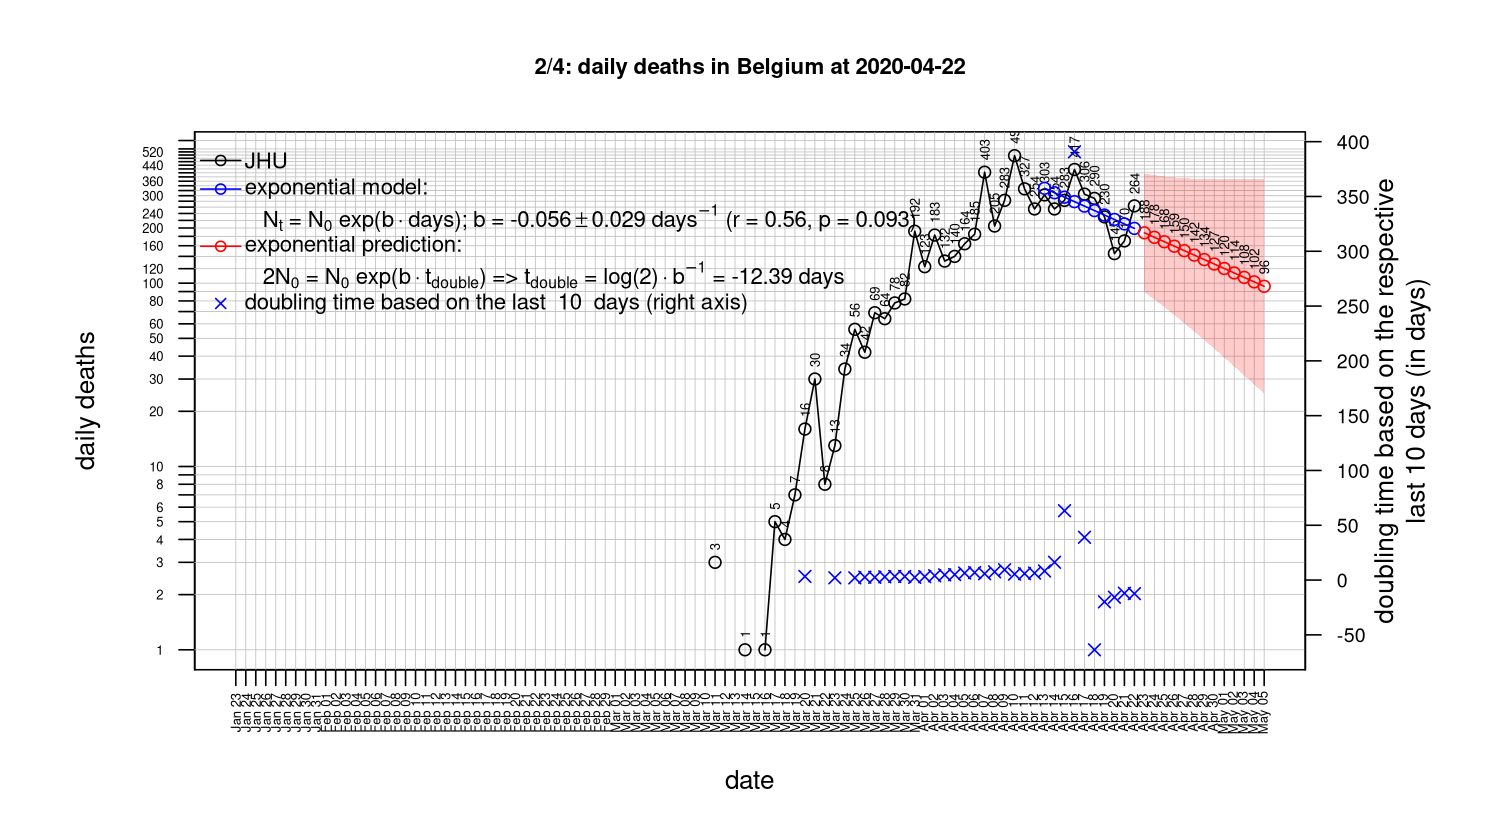 2/4: daily deaths in Belgium at 2020-04-22
JHU
exponential model:
Nt = N0 exp(b · days); b = -0.056 ± 0.029 days−1 (r = 0.56, p = 0.093)
exponential prediction:
2N0 = N0 exp(b · tdouble) => tdouble = log(2) · b−1 = -12.39 days
doubling time based on the last 10 days (right axis)
daily deaths
520
440
360
300
240
200
160
120
100
80
60
50
40
30
20
10
8
6
5
4
3
2
1
3
1
1
5
4
7
16
30
8
13
34
56
42
69
64
78
82
192
123
183
132
140
164
185
403
205
283
327
254
303
283
417
306
290
230
264
188
178
168
159
150
142
134
127
120
114
108
102
96
400
350
300
250
200
150
100
50
0
-50
doubling time based on the respective
last 10 days (in days)
Jan 23
Jan 24
Jan 25
Jan 26
Jan 27
Jan 28
Jan 29
Jan 30
Jan 31
Feb 01
Feb 02
Feb 03
Feb 04
Feb 05
Feb 06
Feb 07
Feb 08
Feb 09
Feb 10
Feb 11
Feb 12
Feb 13
Feb 14
Feb 15
Feb 16
Feb 17
Feb 18
Feb 19
Feb 20
Feb 21
Feb 22
Feb 23
Feb 24
Feb 25
Feb 26
Feb 27
Feb 28
Feb 29
Mar 01
Mar 02
Mar 03
Mar 04
Mar 05
Mar 06
Mar 07
Mar 08
Mar 09
Mar 10
Mar 11
Mar 12
Mar 13
Mar 14
Mar 15
Mar 16
Mar 17
Mar 18
Mar 19
Mar 20
Mar 21
Mar 22
Mar 23
Mar 24
Mar 25
Mar 26
Mar 27
Mar 28
Mar 29
Mar 30
Mar 31
Apr 01
Apr 02
Apr 03
Apr 04
Apr 05
Apr 06
Apr 07
Apr 08
Apr 09
Apr 10
Apr 11
Apr 12
Apr 13
Apr 14
Apr 15
Apr 16
Apr 17
Apr 18
Apr 19
Apr 20
Apr 21
Apr 22
Apr 23
Apr 24
Apr 25
Apr 26
Apr 27
Apr 28
Apr 29
Apr 30
May 01
May 02
May 03
May 04
May 05
date